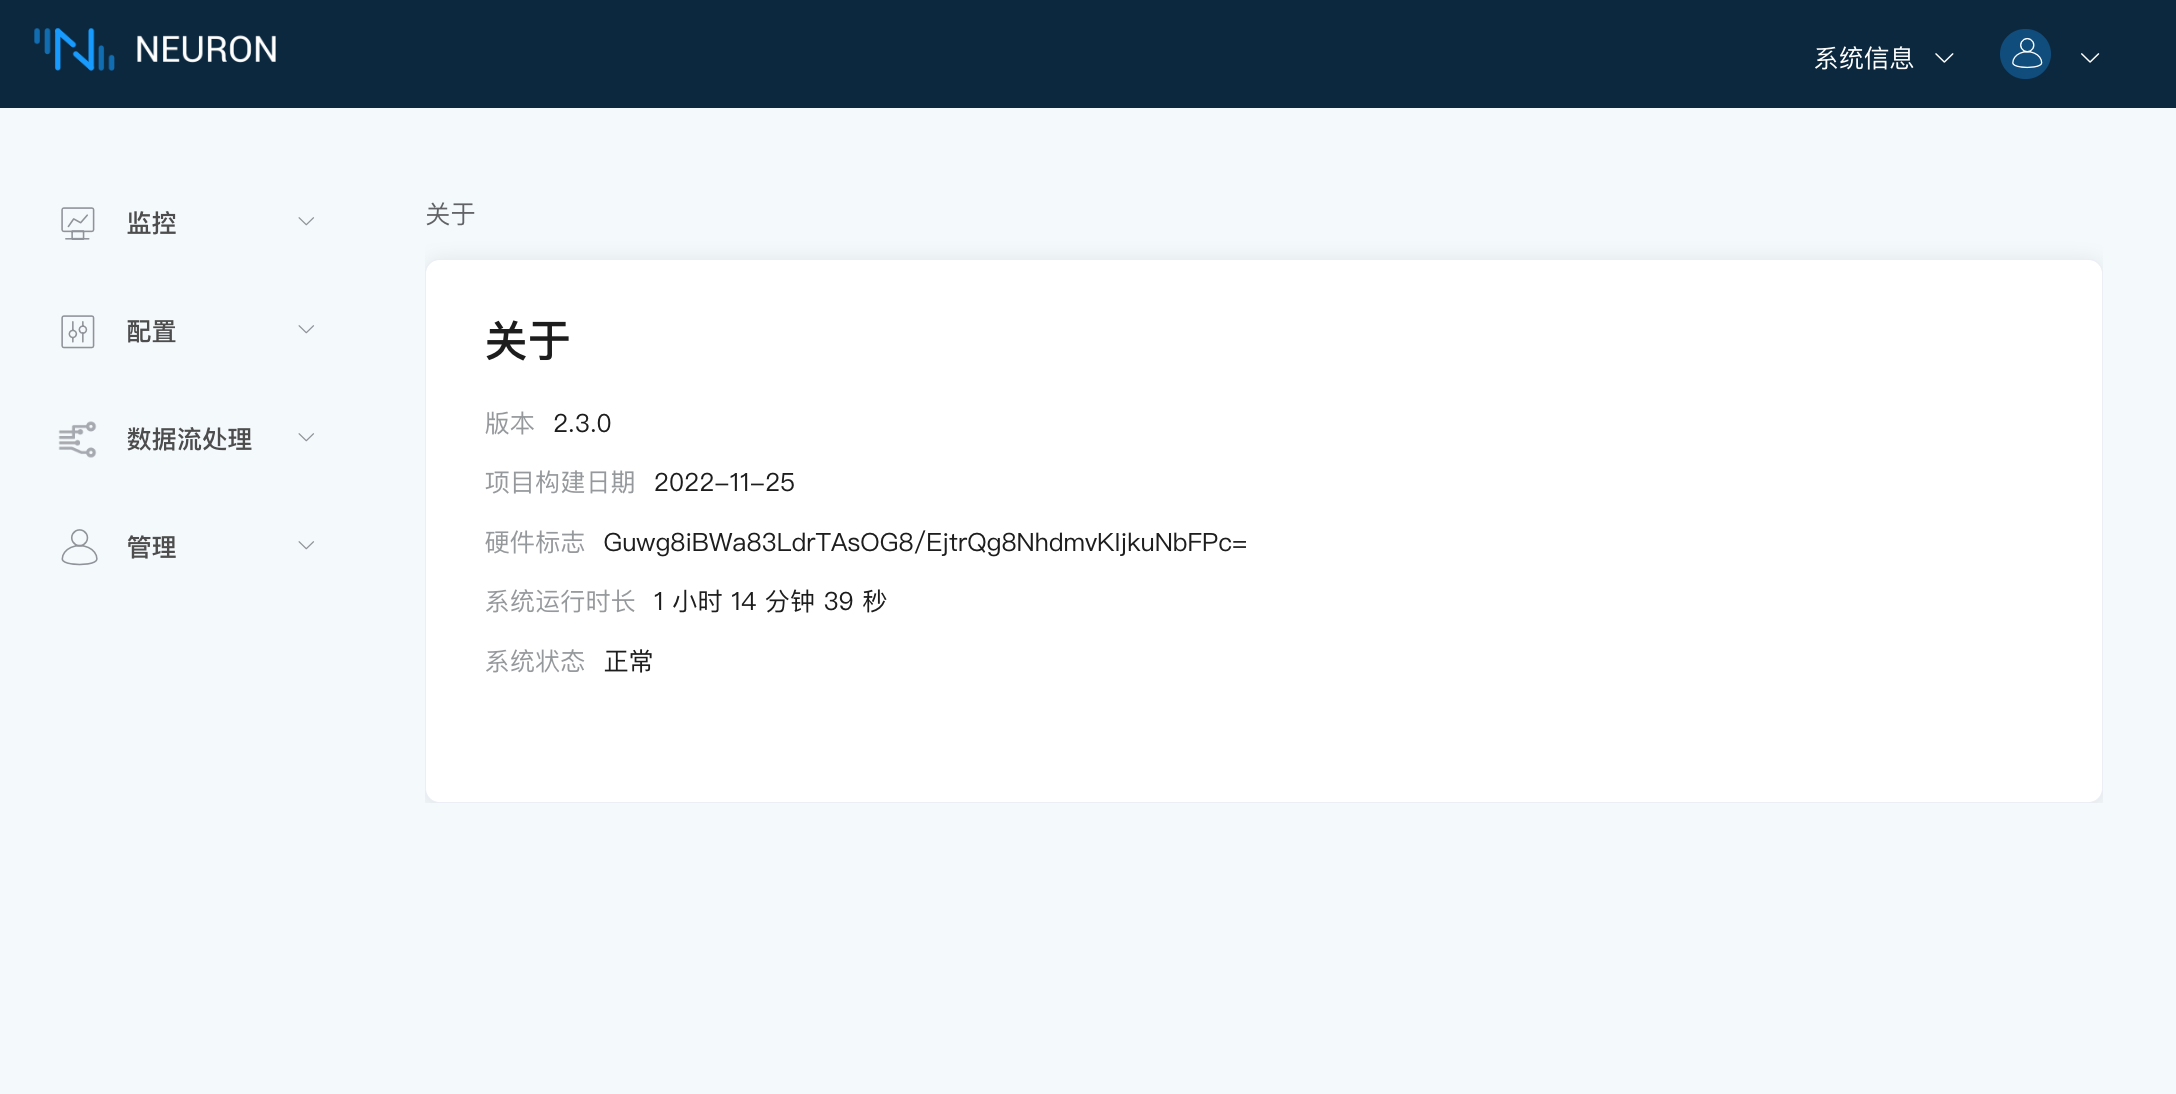 NEURON
系统信息
监控
配置
数据流处理
管理
关于
关于
版本 2.3.0
项目构建日期 2022-11-25
硬件标志 Guwg8iBWa83LdrTAsOG8/EjtrQg8NhdmvKljkuNbFPc=
系统运行时长 1 小时 14 分钟 39 秒
系统状态 正常